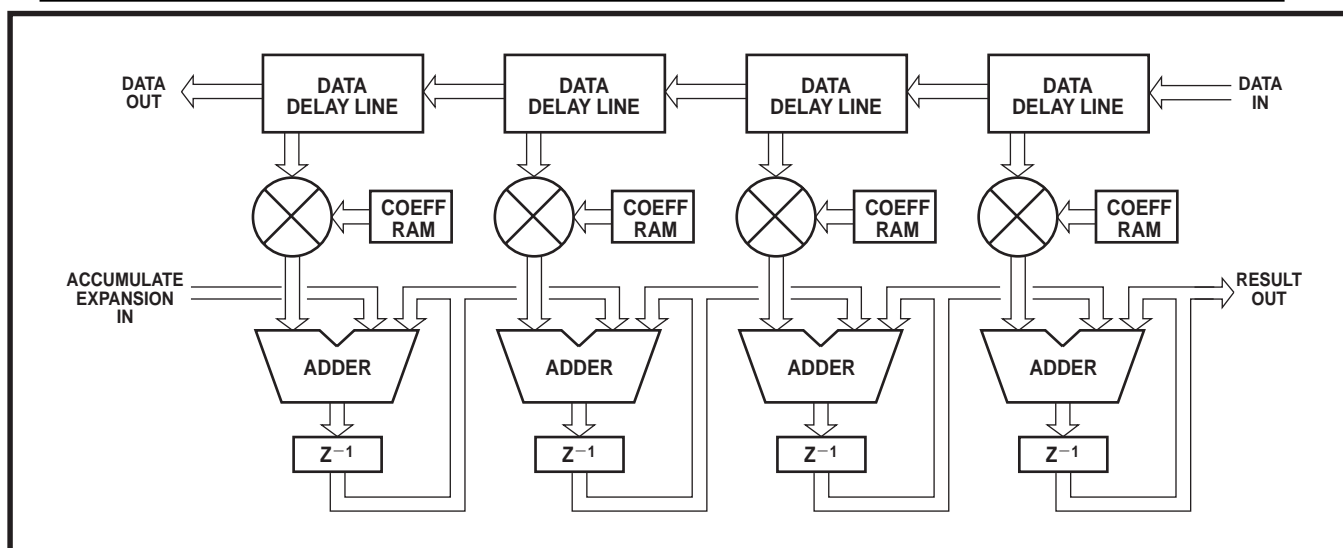 DATA
OUT
DATA
DELAY LINE
DATA
DELAY LINE
DATA
DELAY LINE
DATA
DELAY LINE
DATA
IN
COEFF
RAM
COEFF
RAM
COEFF
RAM
COEFF
RAM
ACCUMULATE
EXPANSION
IN
RESULT
OUT
ADDER
ADDER
ADDER
ADDER
Z⁻¹
Z⁻¹
Z⁻¹
Z⁻¹